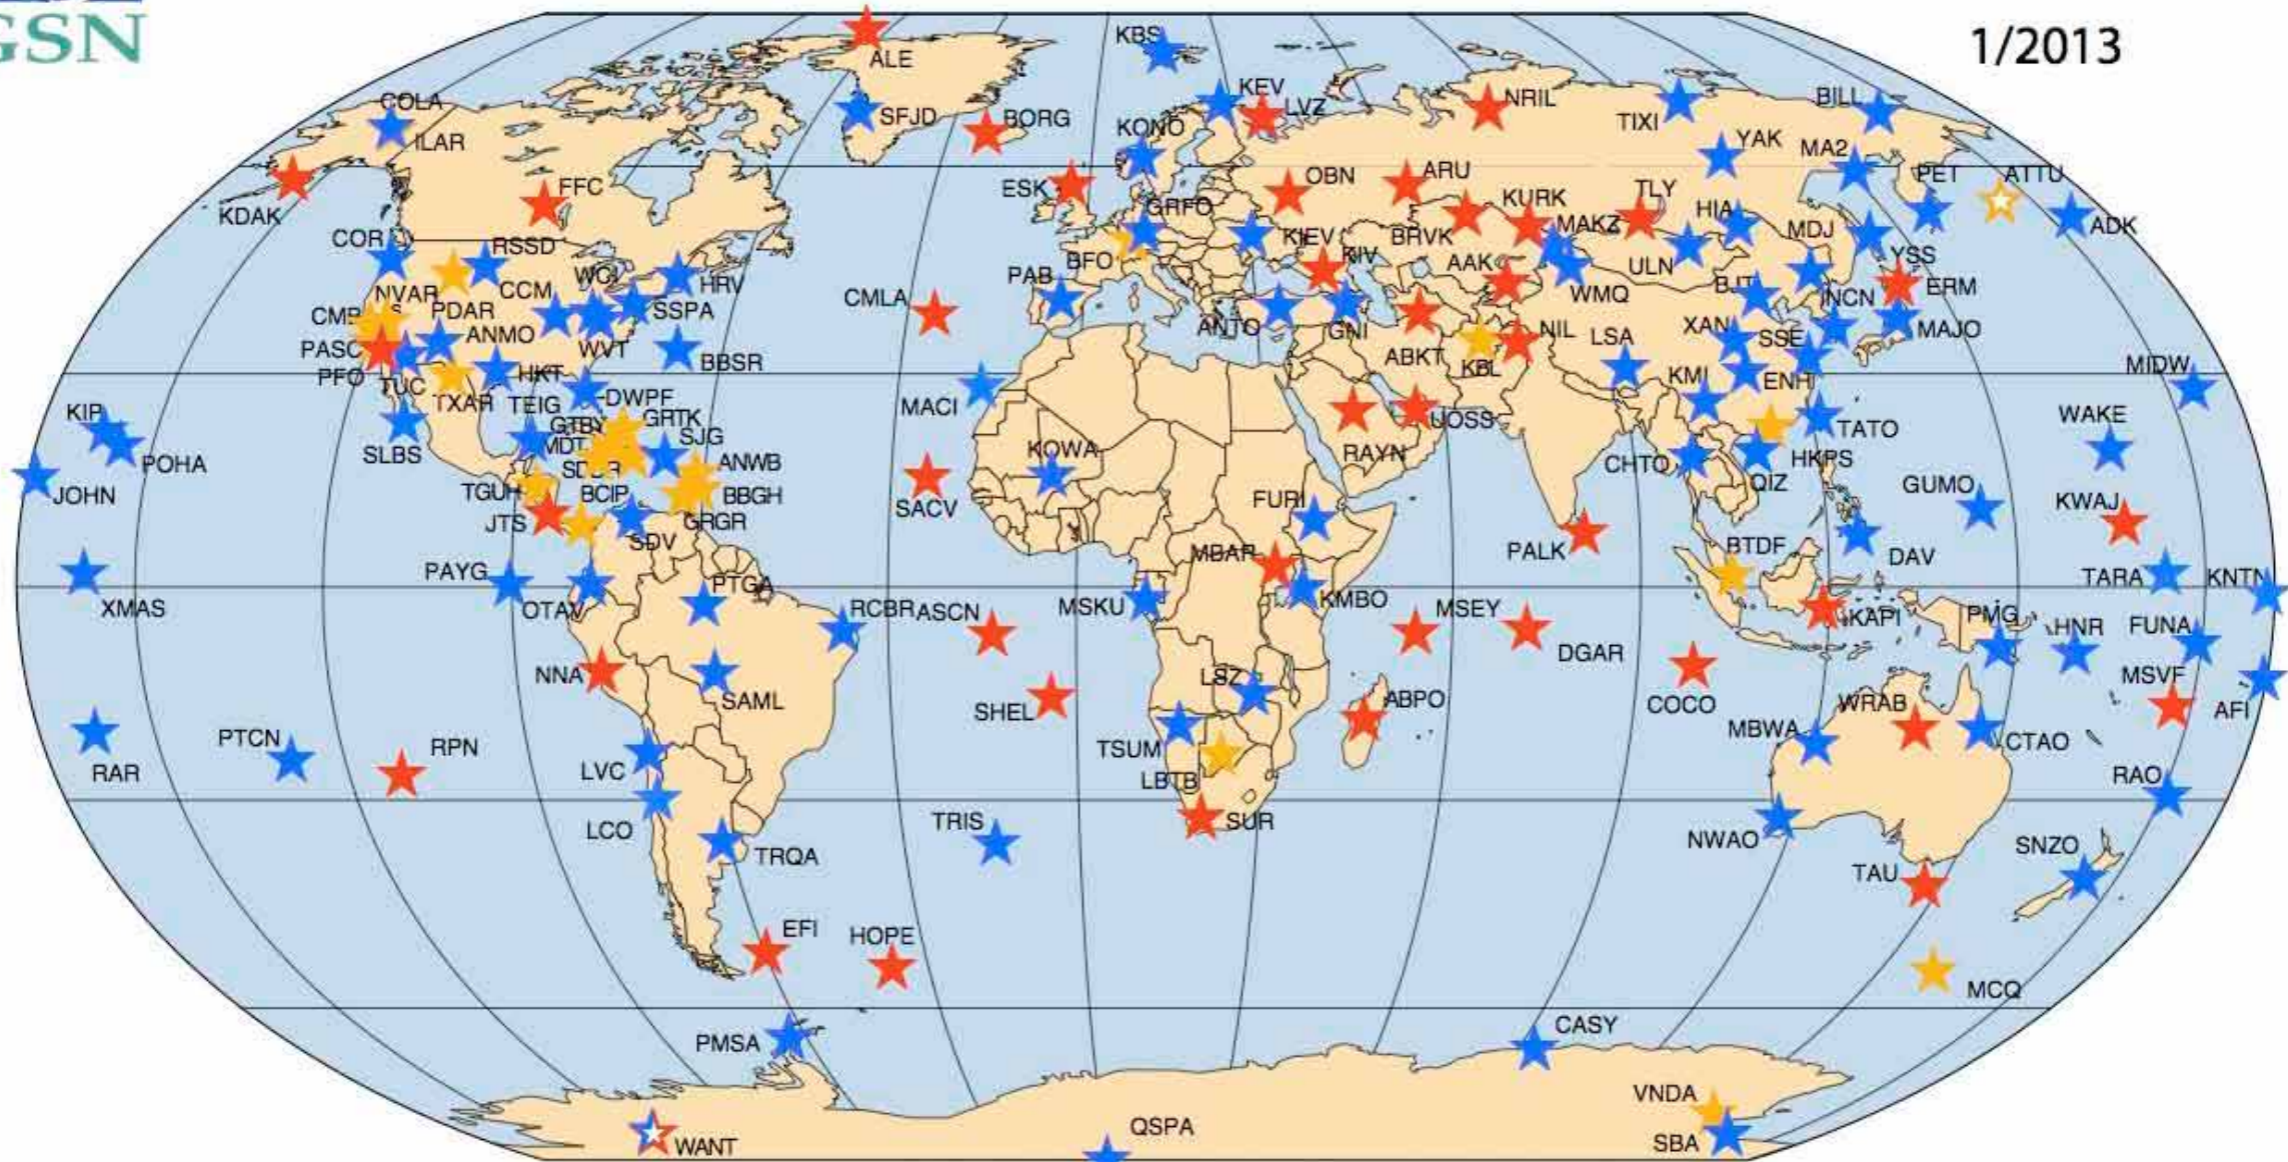 GSN
1/2013
ALE
KBS
COLA
ILAR
SFJD
BORG
KEV
LVZ
KONO
NRIL
TIXI
BILL
YAK
MA2
KDAK
FFC
ESK
OBN
ARU
KURK
TLY
PET
ATTU
ADK
COR
RSSD
GRFO
KIEV
KIV
BRVK
MAKZ
HIA
MDJ
YSS
NVAR
PDAR
CCM
WCI
HRV
SSPA
CMLA
PAB
BFO
AAK
ULN
WMQ
BJT
INCN
ERM
ANMO
WVT
BBSR
ANTO
GNI
ABKT
KBL
NIL
LSA
XAN
SSE
MAJO
PASC
PFO
TUC
TXAR
HKT
TEIG
DWPF
MACI
KMI
ENH
MIDW
KIP
POHA
JOHN
SLBS
GTBY
GRTK
MDT
SJG
KOWA
RAYN
UOSS
TATO
WAKE
TGUH
BCIP
ANWB
BBGH
GRGR
JTS
SDV
SACV
FURI
CHTO
HKPS
QIZ
GUMO
KWAJ
XMAS
PAYG
OTAV
PTGA
RCBR
ASCN
MSKU
MBAR
KMBO
MSEY
PALK
DGAR
BTDF
DAV
KAPI
TARA
KNTN
PMG
HNR
FUNA
NNA
SAML
SHEL
LSZ
ABPO
COCO
WRAB
MSVF
AFI
RAR
PTCN
RPN
LVC
TSUM
LBTB
MBWA
CTAO
RAO
LCO
TRQA
TRIS
SUR
NWAO
TAU
SNZO
EFI
HOPE
MCQ
PMSA
CASY
WANT
QSPA
VNDA
SBA